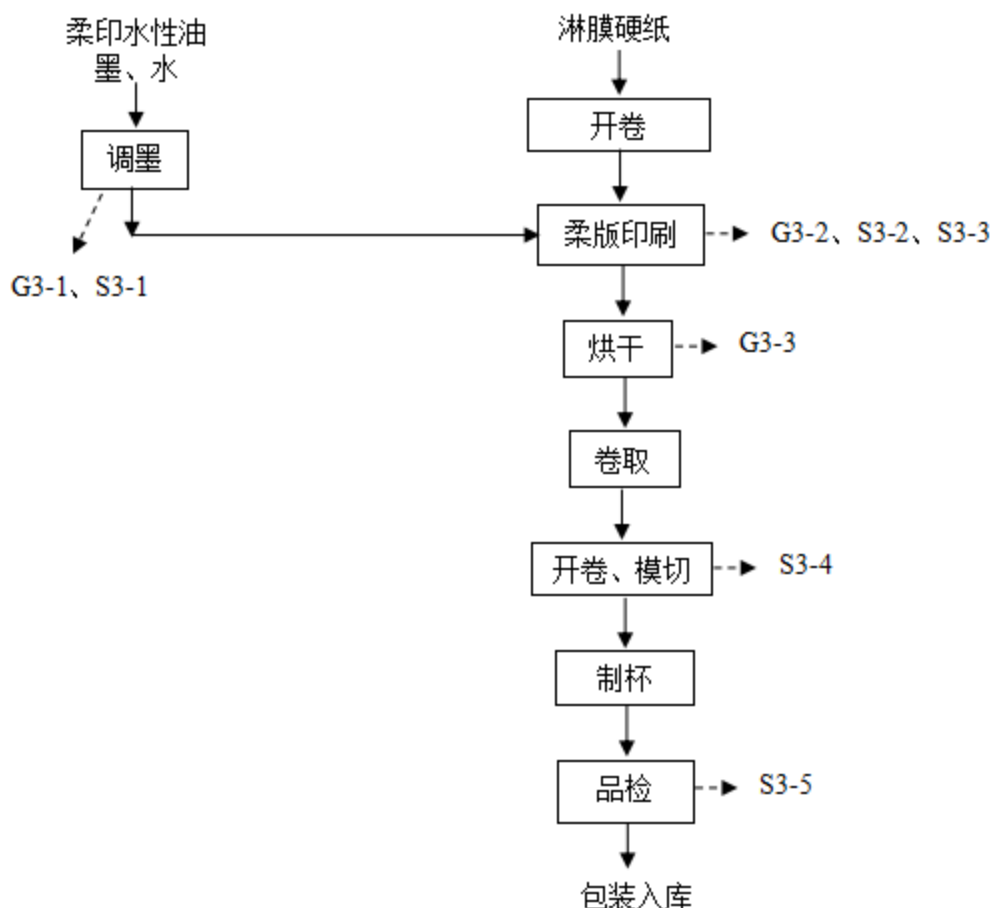 柔印水性油
墨、水
淋膜硬纸
开卷
调墨
柔版印刷
G3-2、S3-2、S3-3
G3-1、S3-1
烘干
G3-3
卷取
开卷、模切
S3-4
制杯
品检
S3-5
包装入库